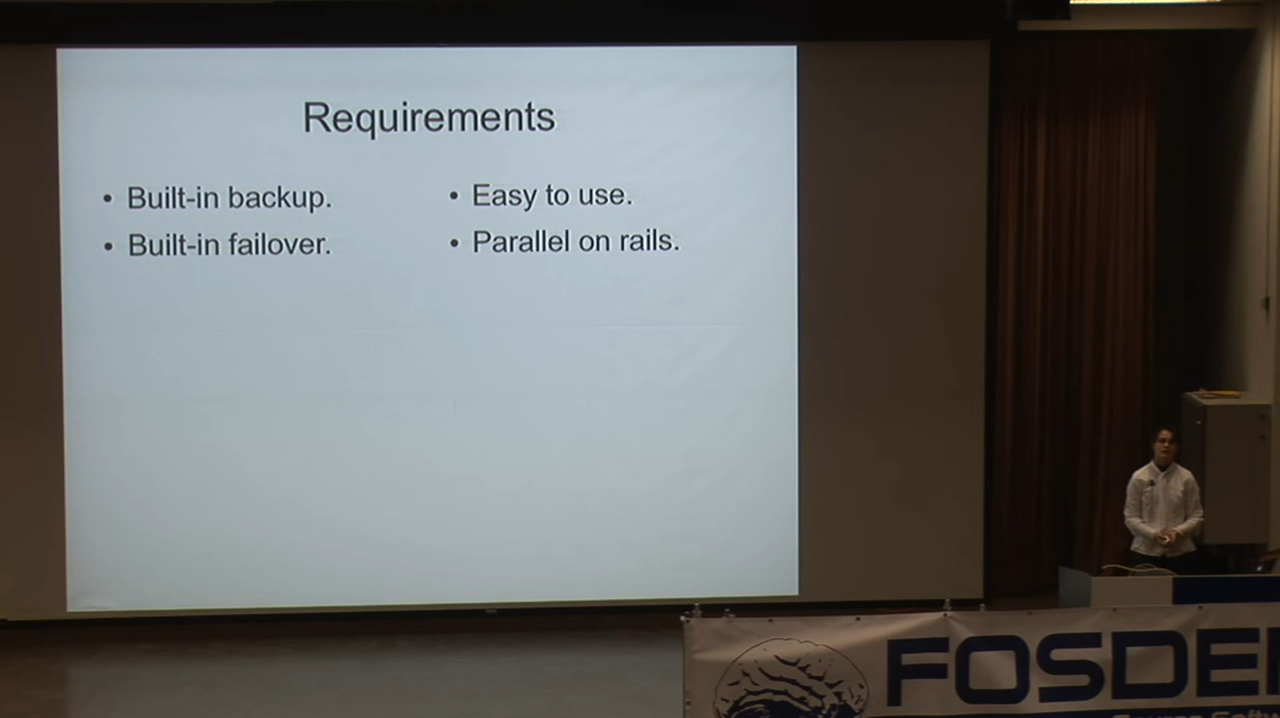 Requirements
• Built-in backup.
• Built-in failover.
• Easy to use.
• Parallel on rails.
FOSDE